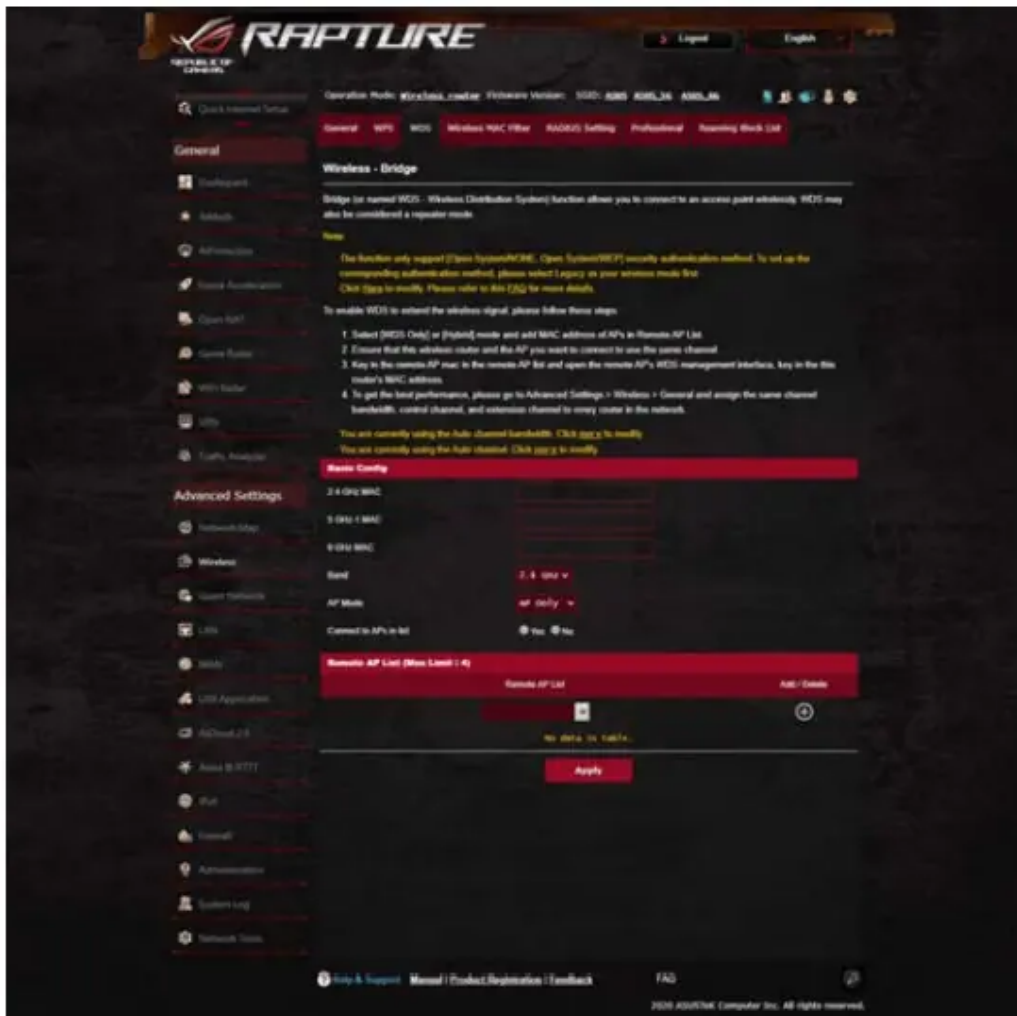 RAPTURE
REPUBLIC OF
GAMERS
Logout
English
Quick Internet Setup
Operation Mode: Wireless router Firmware Version: SSID: ASUS ASUS_5G ASUS_6G
General WPS WDS Wireless MAC Filter RADIUS Setting Professional Roaming Block List
General
Dashboard
AiMesh
AiProtection
Game Acceleration
Open NAT
Game Radar
WiFi Radar
VPN
Traffic Analyzer
Advanced Settings
Network Map
Wireless
Guest Network
LAN
WAN
USB Application
AiCloud 2.0
Alexa & IFTTT
IPv6
Firewall
Administration
System Log
Network Tools
Wireless - Bridge
Bridge (or named WDS - Wireless Distribution System) function allows you to connect to an access point wirelessly. WDS may
also be considered a repeater mode.
Note:
The function only support [Open System/NONE, Open System/WEP] security authentication method. To set up the
corresponding authentication method, please select Legacy as your wireless mode first.
Click Here to modify. Please refer to this FAQ for more details.
To enable WDS to extend the wireless signal, please follow these steps:
1. Select [WDS Only] or [Hybrid] mode and add MAC address of APs in Remote AP List.
2. Ensure that this wireless router and the AP you want to connect to use the same channel.
3. Key in the remote AP mac in the remote AP list and open the remote AP's WDS management interface, key in the this
router's MAC address.
4. To get the best performance, please go to Advanced Settings > Wireless > General and assign the same channel
bandwidth, control channel, and extension channel to every router in the network.
You are currently using the Auto channel bandwidth. Click to modify
You are currently using the Auto channel. Click to modify
Basic Config
2.4 GHz MAC
5 GHz-1 MAC
6 GHz MAC
Band 2.4 GHz
AP Mode AP Only
Connect to APs in list Yes No
Remote AP List (Max Limit : 4)
Remote AP List Add / Delete
No data in table.
Apply
Help & Support Manual | Product Registration | Feedback FAQ
2020 ASUSTeK Computer Inc. All rights reserved.